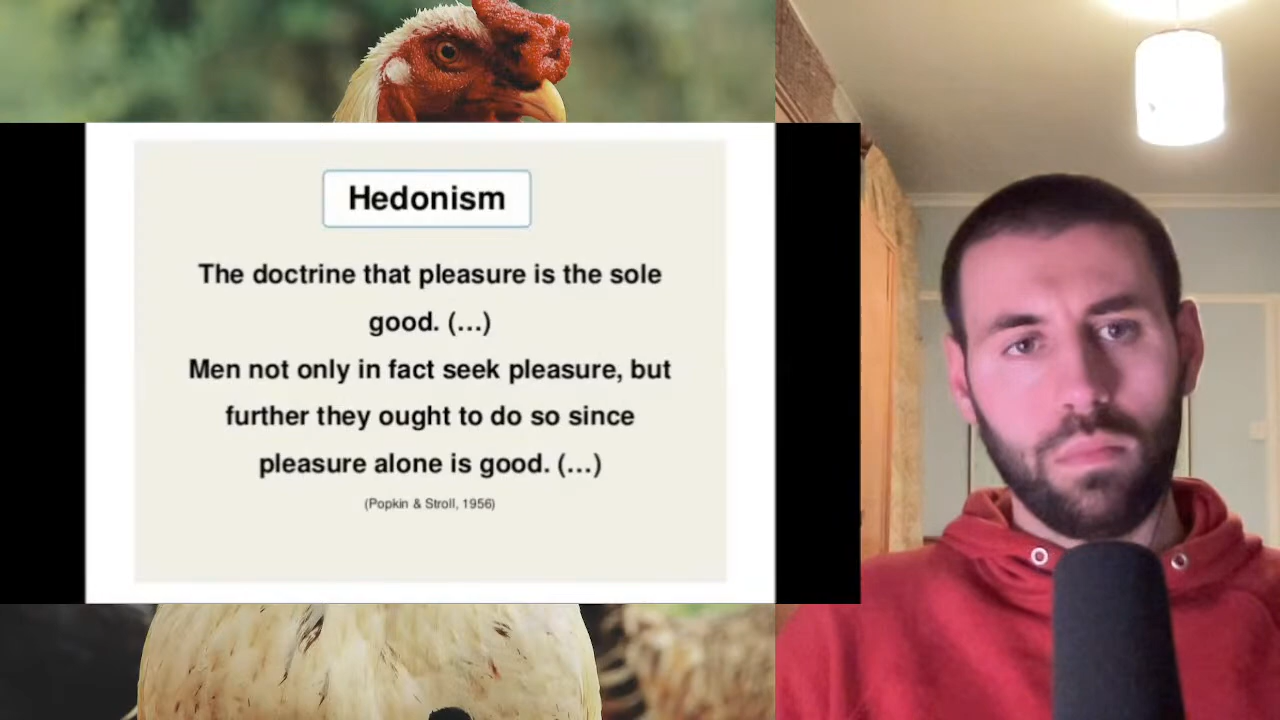 Hedonism
The doctrine that pleasure is the sole
good. (...)
Men not only in fact seek pleasure, but
further they ought to do so since
pleasure alone is good. (...)
(Popkin & Stroll, 1956)